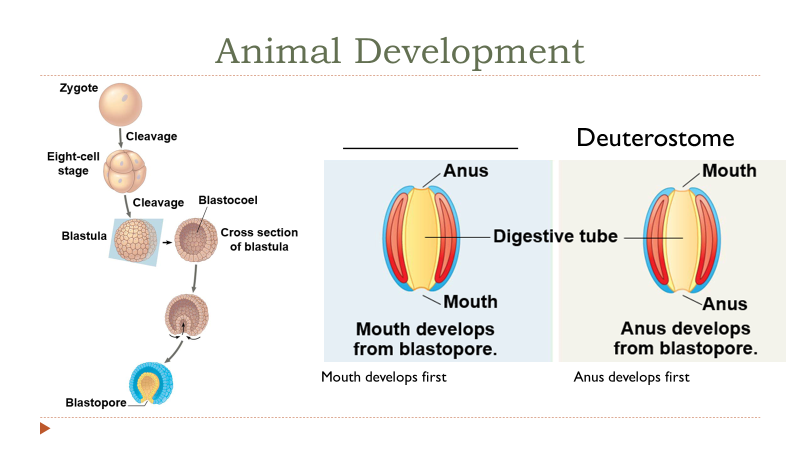 Animal Development
Zygote
Cleavage
Eight-cell
stage
Cleavage
Blastocoel
Blastula
Cross section
of blastula
Blastopore
Anus
Digestive tube
Mouth
Mouth develops
from blastopore.
Mouth develops first
Deuterostome
Mouth
Anus
Anus develops
from blastopore.
Anus develops first